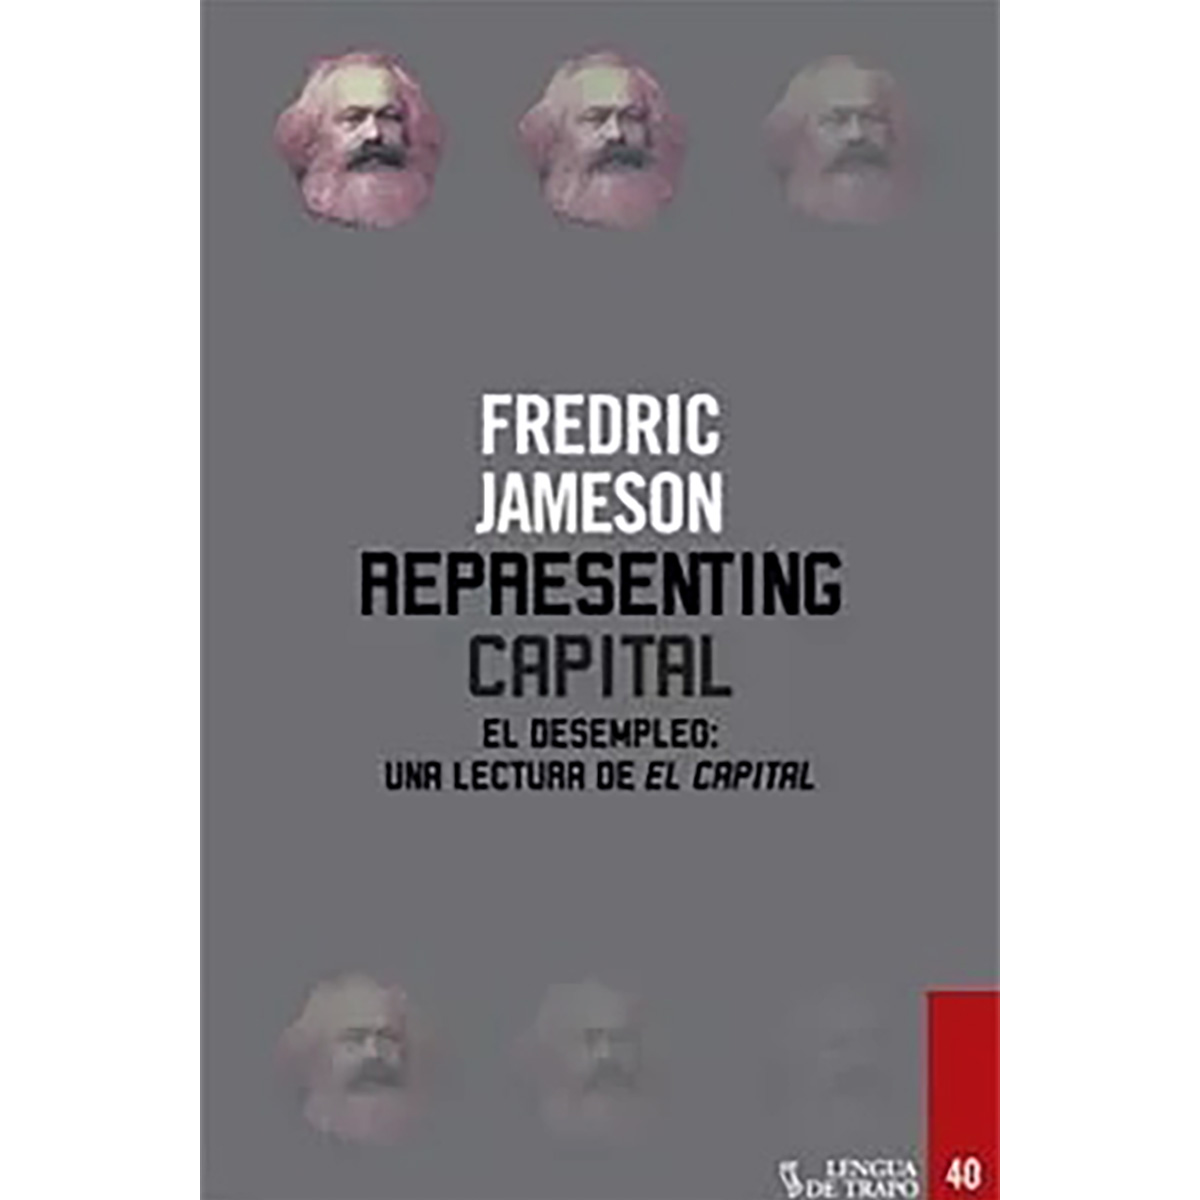 FREDRIC
JAMESON
REPRESENTING
CAPITAL
EL DESEMPLEO:
UNA LECTURA DE EL CAPITAL
LENGUA
DE TRAPO
40